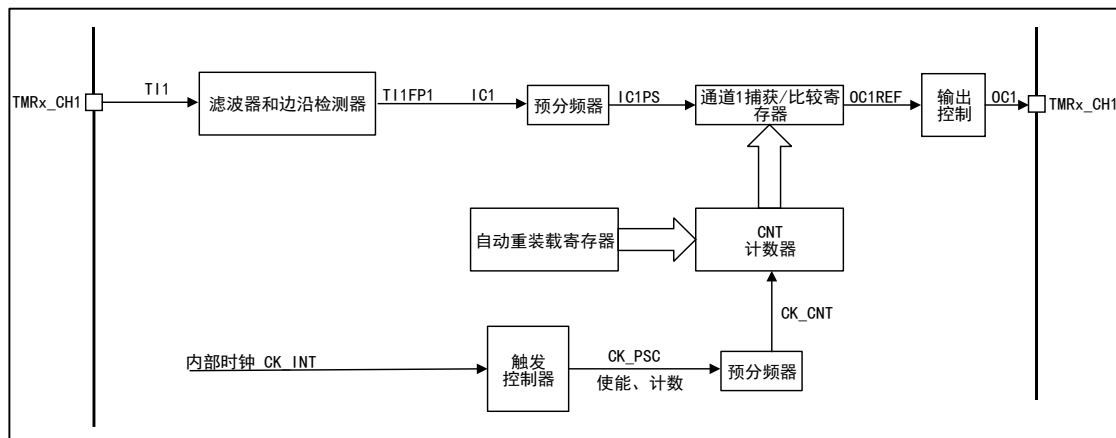 TMRx_CH1
TI1
滤波器和边沿检测器
TI1FP1
IC1
预分频器
IC1PS
通道1捕获/比较寄
存器
OC1REF
输出
控制
OC1
TMRx_CH1
自动重装载寄存器
CNT
计数器
CK_CNT
内部时钟 CK_INT
触发
控制器
CK_PSC
使能、计数
预分频器